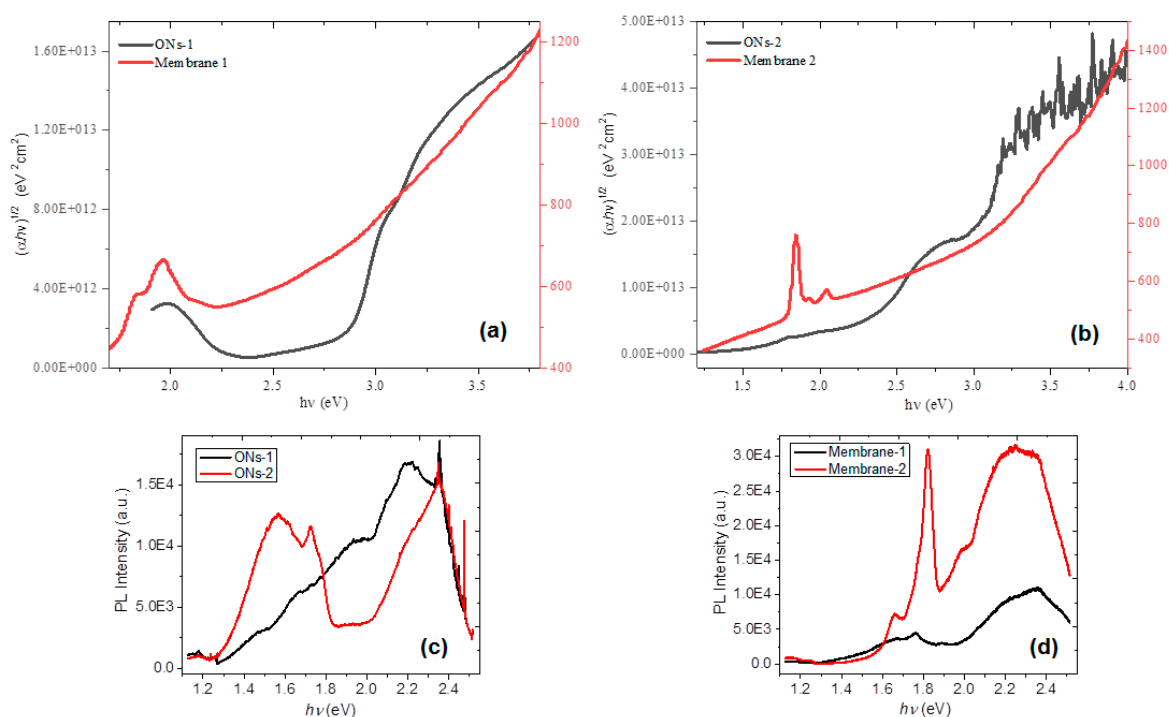 ONs-1
Membrane 1
1.60E+013
1.20E+013
8.00E+012
4.00E+012
0.00E+000
(αhν)1/2 (eV2cm2)
1200
1000
800
600
400
2.0 2.5 3.0 3.5
hν (eV)
(a)
ONs-2
Membrane 2
5.00E+013
4.00E+013
3.00E+013
2.00E+013
1.00E+013
0.00E+000
(αhν)1/2 (eV2cm2)
1400
1200
1000
800
600
400
1.5 2.0 2.5 3.0 3.5 4.0
hν (eV)
(b)
ONs-1
ONs-2
1.5E4
1.0E4
5.0E3
0.0
PL Intensity (a.u.)
1.2 1.4 1.6 1.8 2.0 2.2 2.4
hν (eV)
(c)
Membrane-1
Membrane-2
3.0E4
2.5E4
2.0E4
1.5E4
1.0E4
5.0E3
0.0
PL Intensity (a.u.)
1.2 1.4 1.6 1.8 2.0 2.2 2.4
hν (eV)
(d)